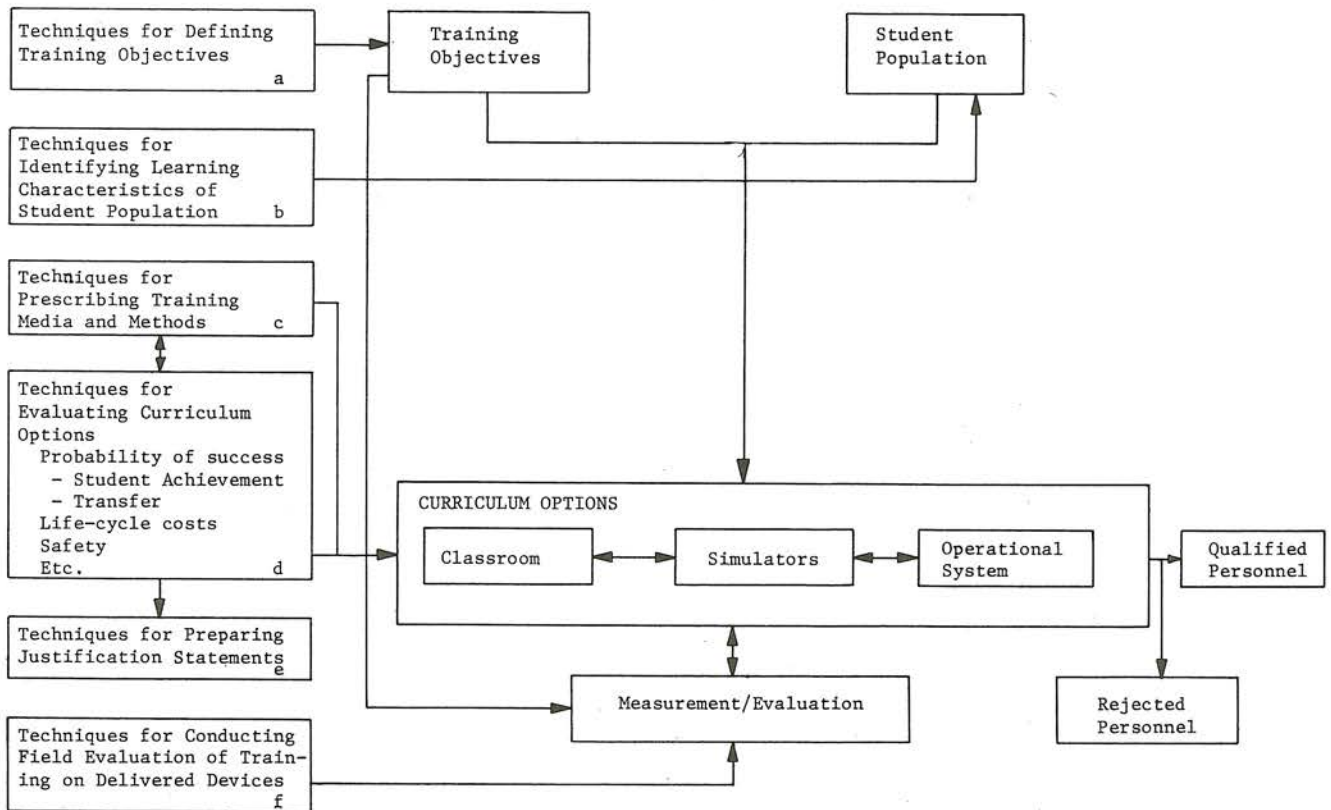 Techniques for Defining
Training Objectives
a
Training
Objectives
Student
Population
Techniques for
Identifying Learning
Characteristics of
Student Population b
Techniques for
Prescribing Training
Media and Methods c
Techniques for
Evaluating Curriculum
Options
Probability of success
- Student Achievement
- Transfer
Life-cycle costs
Safety
Etc. d
CURRICULUM OPTIONS
Classroom
Simulators
Operational
System
Qualified
Personnel
Rejected
Personnel
Techniques for Preparing
Justification Statements
e
Measurement/Evaluation
Techniques for Conducting
Field Evaluation of Train-
ing on Delivered Devices
f